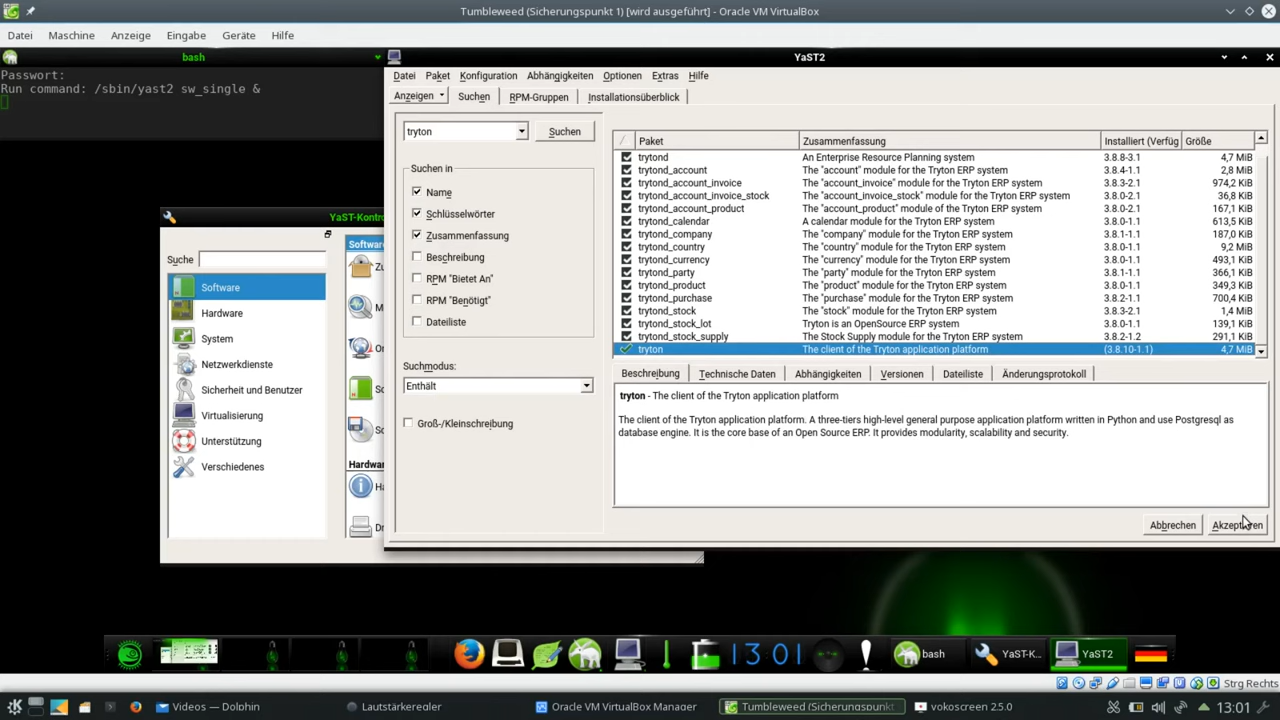 Tumbleweed (Sicherungspunkt 1) [wird ausgeführt] - Oracle VM VirtualBox
Datei Maschine Anzeige Eingabe Geräte Hilfe
bash
Passwort:
Run command: /sbin/yast2 sw_single &
YaST2
Datei Paket Konfiguration Abhängigkeiten Optionen Extras Hilfe
Anzeigen Suchen RPM-Gruppen Installationsüberblick
tryton Suchen
Suchen in
Name
Schlüsselwörter
Zusammenfassung
Beschreibung
RPM "Bietet An"
RPM "Benötigt"
Dateiliste
Suchmodus:
Enthält
Groß-/Kleinschreibung
Paket Zusammenfassung Installiert (Verfüg Größe
trytond An Enterprise Resource Planning system 3.8.8-3.1 4,7 MiB
trytond_account The "account" module for the Tryton ERP system 3.8.4-1.1 2,8 MiB
trytond_account_invoice The "account_invoice" module for the Tryton ERP system 3.8.3-2.1 974,2 KiB
trytond_account_invoice_stock The "account_invoice" module for the Tryton ERP system 3.8.0-2.1 36,8 KiB
trytond_account_product The "account_product" module of the Tryton ERP system 3.8.0-2.1 167,1 KiB
trytond_calendar A calendar module for the Tryton ERP system 3.8.0-1.1 613,5 KiB
trytond_company The "company" module for the Tryton ERP system 3.8.2-1.1 187,0 KiB
trytond_country The "country" module for the Tryton ERP system 3.8.0-1.1 9,2 MiB
trytond_currency The "currency" module for the Tryton ERP system 3.8.0-1.1 493,1 KiB
trytond_party The "party" module for the Tryton ERP system 3.8.1-1.1 366,1 KiB
trytond_product The "product" module for the Tryton ERP system 3.8.0-2.1 349,3 KiB
trytond_purchase The "purchase" module for the Tryton ERP system 3.8.2-1.1 700,4 KiB
trytond_stock The "stock" module for the Tryton ERP system 3.8.3-2.1 1,4 MiB
trytond_stock_lot Tryton is an OpenSource ERP system 3.8.0-1.1 139,1 KiB
trytond_stock_supply The Stock Supply module for the Tryton ERP system 3.8.2-1.2 291,1 KiB
tryton The client of the Tryton application platform (3.8.10-1.1) 4,7 MiB
Beschreibung Technische Daten Abhängigkeiten Versionen Dateiliste Änderungsprotokoll
tryton - The client of the Tryton application platform
The client of the Tryton application platform. A three-tiers high-level general purpose application platform written in Python and use Postgresql as
database engine. It is the core base of an Open Source ERP. It provides modularity, scalability and security.
Abbrechen
YaST-Kontro
Suche
Software
Hardware
System
Netzwerkdienste
Sicherheit und Benutzer
Virtualisierung
Unterstützung
Verschiedenes
Software
Hardwar
13 01 bash YaST-K... YaST2
Strg Rechts
Videos — Dolphin Lautstärkeregler Oracle VM VirtualBox Manager Tumbleweed (Sicherungspunkt vokoscreen 2.5.0 13:01